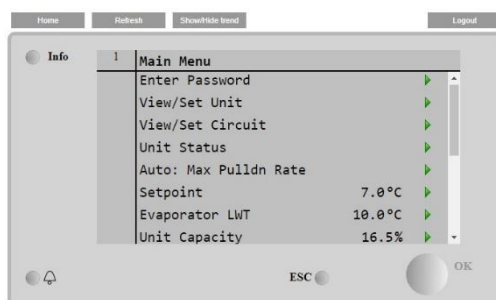 Home Refresh Show/Hide trend Logout
Info 1 Main Menu
Enter Password
View/Set Unit
View/Set Circuit
Unit Status
Auto: Max Pulldn Rate
Setpoint 7.0°C
Evaporator LWT 10.0°C
Unit Capacity 16.5%
ESC OK